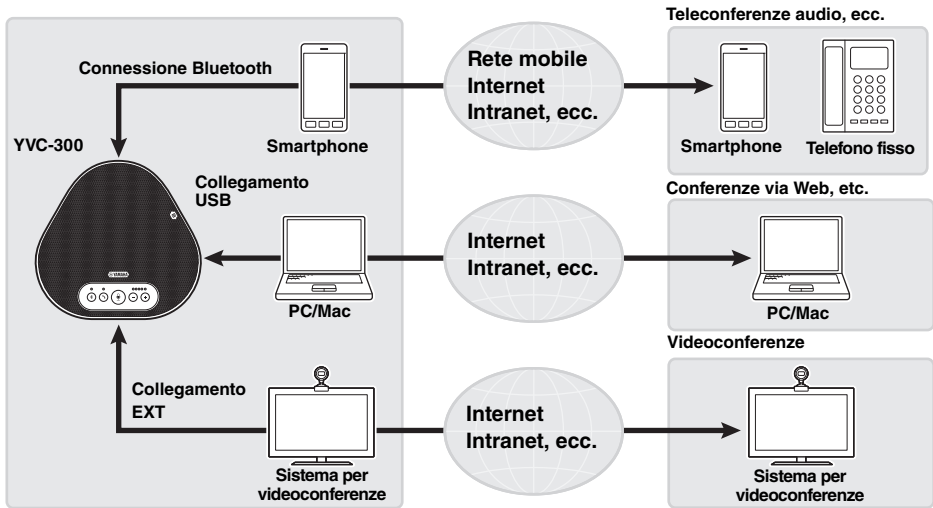 Teleconferenze audio, ecc.
Connessione Bluetooth
Rete mobile
Internet
Intranet, ecc.
YVC-300
Smartphone
Smartphone
Telefono fisso
Collegamento
USB
Conferenze via Web, etc.
Internet
Intranet, ecc.
YAMAHA
PC/Mac
PC/Mac
Videoconferenze
Collegamento
EXT
Internet
Intranet, ecc.
Sistema per
videoconferenze
Sistema per
videoconferenze